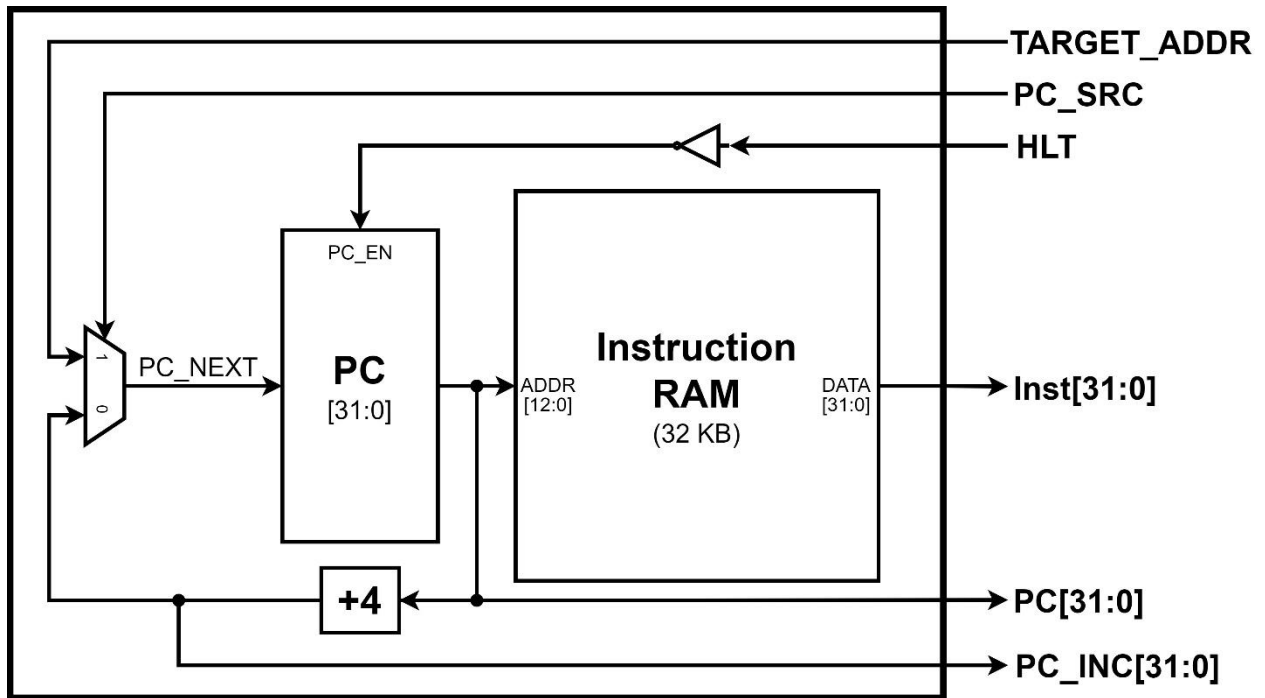 TARGET_ADDR
PC_SRC
HLT
PC_EN
1
0
PC_NEXT
PC
[31:0]
ADDR
[12:0]
Instruction
RAM
(32 KB)
DATA
[31:0]
Inst[31:0]
+4
PC[31:0]
PC_INC[31:0]